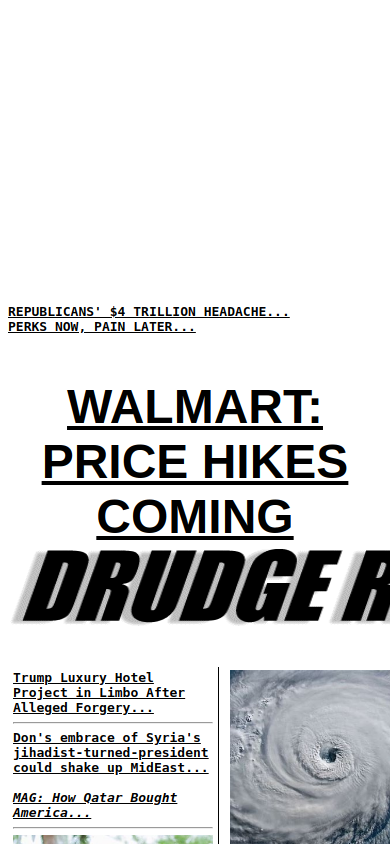 REPUBLICANS' $4 TRILLION HEADACHE...
PERKS NOW, PAIN LATER...
WALMART:
PRICE HIKES
COMING
DRUDGE R
Trump Luxury Hotel
Project in Limbo After
Alleged Forgery...
Don's embrace of Syria's
jihadist-turned-president
could shake up MidEast...
MAG: How Qatar Bought
America...